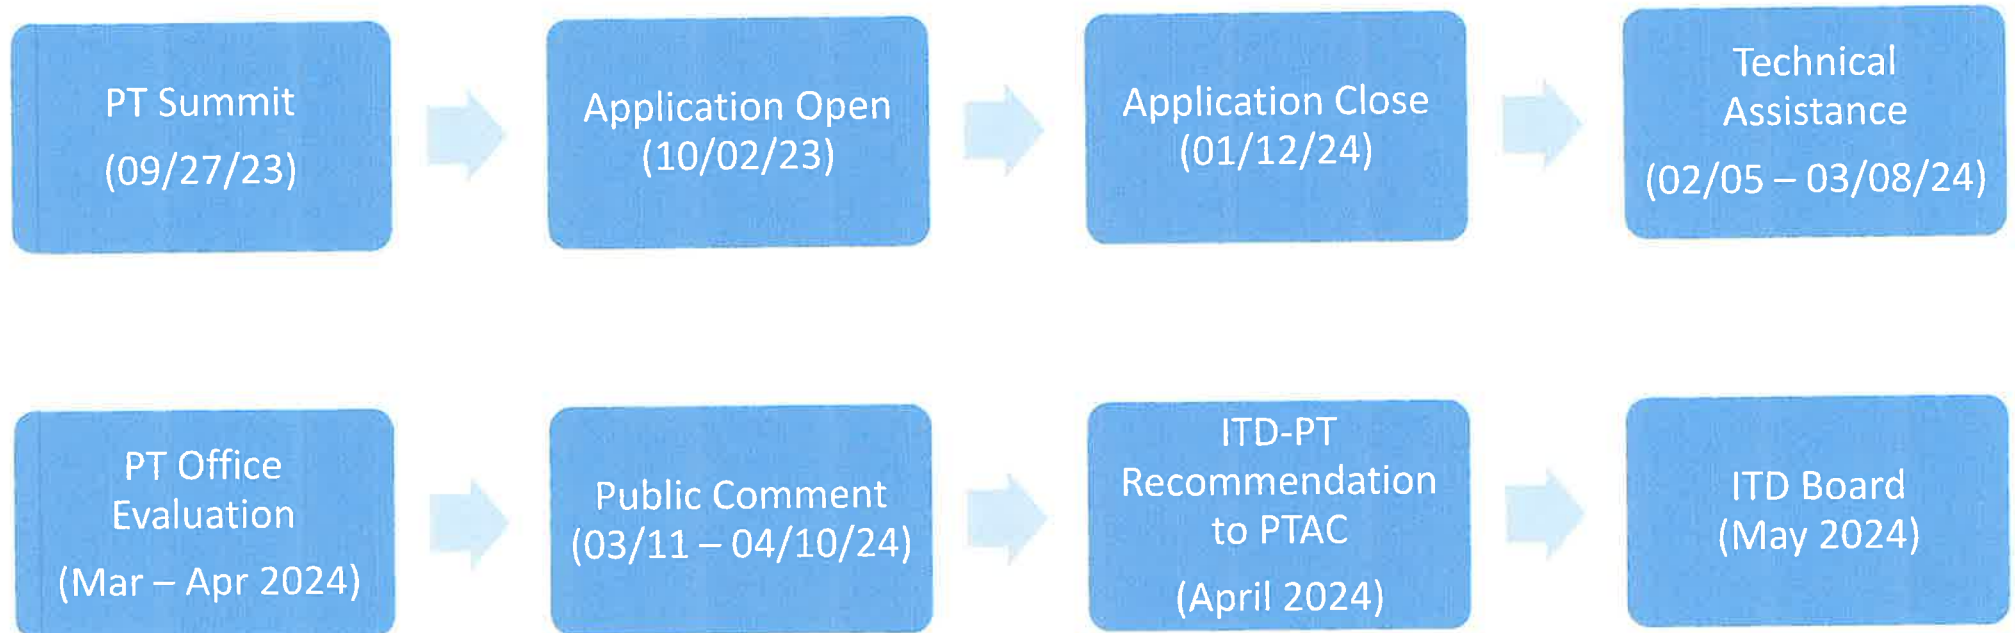 PT Summit
(09/27/23)
Application Open
(10/02/23)
Application Close
(01/12/24)
Technical
Assistance
(02/05 – 03/08/24)
PT Office
Evaluation
(Mar – Apr 2024)
Public Comment
(03/11 – 04/10/24)
ITD-PT
Recommendation
to PTAC
(April 2024)
ITD Board
(May 2024)